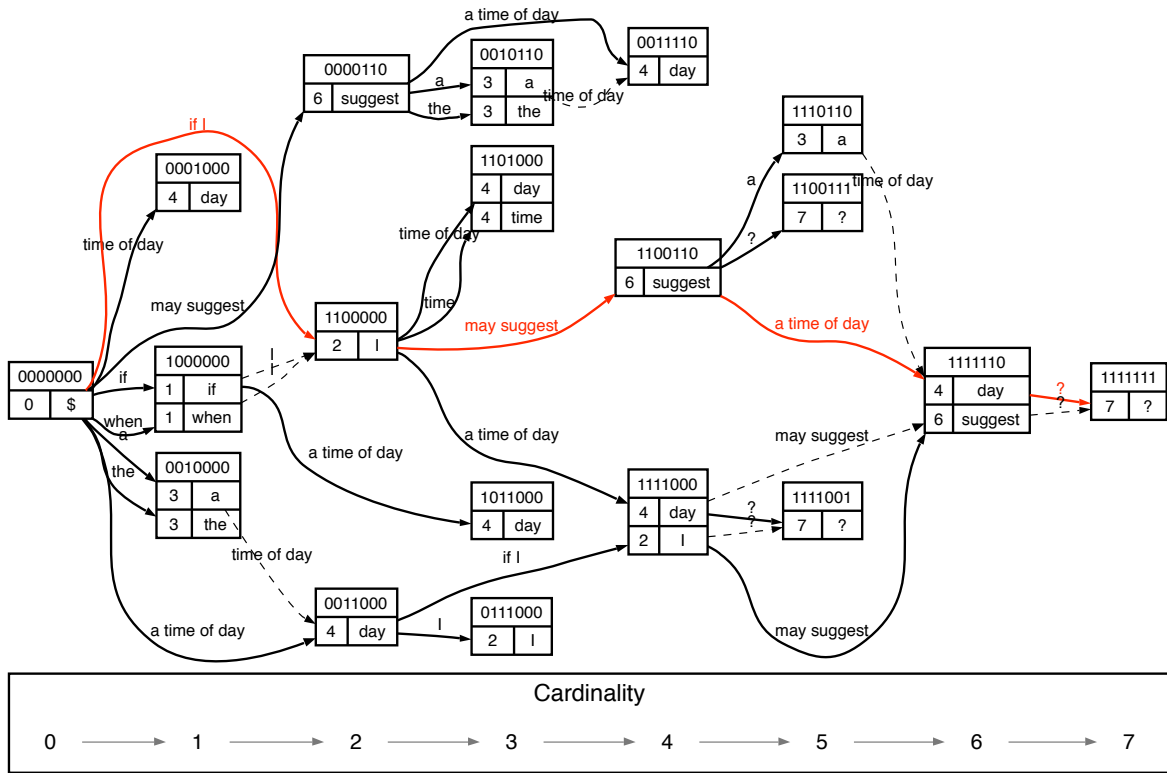 a time of day
0011110
4 day
0000110
6 suggest
a
the
0010110
3 a
3 the
time of day
if I
0001000
4 day
time of day
1101000
4 day
4 time
time of day
time
1110110
3 a
time of day
a
1100111
7 ?
?
1100110
6 suggest
may suggest
1100000
2 I
may suggest
a time of day
0000000
0 $
if
when
a
the
1000000
1 if
1 when
I
I
1111110
4 day
6 suggest
?
?
1111111
7 ?
0010000
3 a
3 the
a time of day
a time of day
may suggest
1011000
4 day
1111000
4 day
2 I
?
?
1111001
7 ?
time of day
if I
0011000
4 day
a time of day
I
0111000
2 I
may suggest
Cardinality
0 1 2 3 4 5 6 7